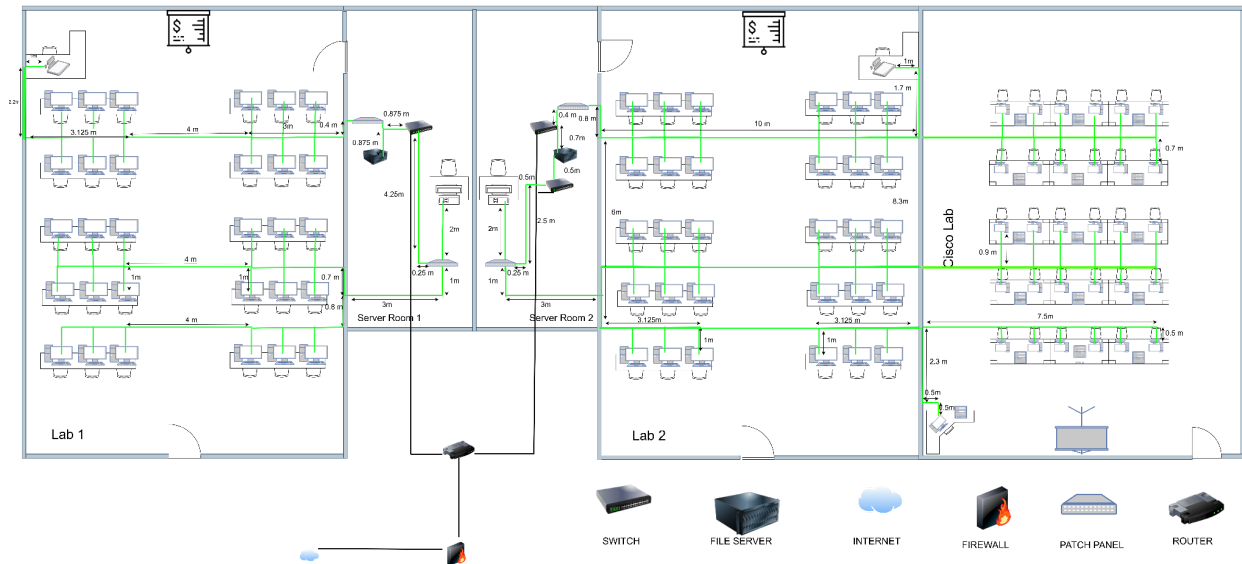 $
$
1m
1.7 m
2.2v
0.4 m
0.8 m
0.875 m
0.4 m
3.125 m
4 m
3m
10 m
0.7m
0.7 m
0.875 m
0.5m
0.5m
4.25m
6m
8.3m
2.5 m
2m
2m
0.9 m
4 m
0.25 m
0.25 m
1m
1m
0.7 m
1m
1m
3m
3m
Cisco Lab
Server Room 1
Server Room 2
4 m
3.125m
3.125 m
7.5m
1m
1m
0.5 m
2.3 m
0.5m
0.5m
Lab 1
Lab 2
SWITCH
FILE SERVER
INTERNET
FIREWALL
PATCH PANEL
ROUTER